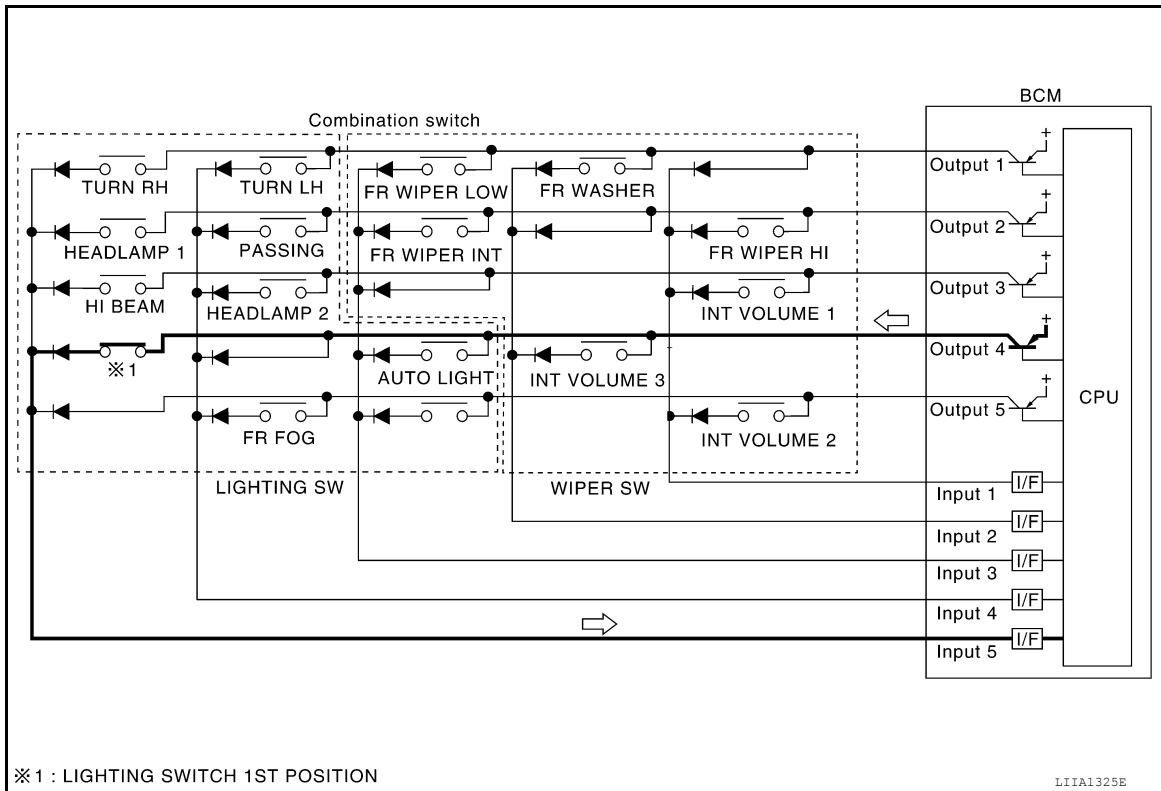 BCM
Combination switch
Output 1
TURN RH
TURN LH
FR WIPER LOW
FR WASHER
Output 2
HEADLAMP 1
PASSING
FR WIPER INT
FR WIPER HI
Output 3
HI BEAM
HEADLAMP 2
INT VOLUME 1
Output 4
※1
AUTO LIGHT
INT VOLUME 3
CPU
Output 5
FR FOG
INT VOLUME 2
LIGHTING SW
WIPER SW
Input 1
I/F
Input 2
I/F
Input 3
I/F
Input 4
I/F
Input 5
I/F
+
+
+
+
+
※1 : LIGHTING SWITCH 1ST POSITION
LIIA1325E